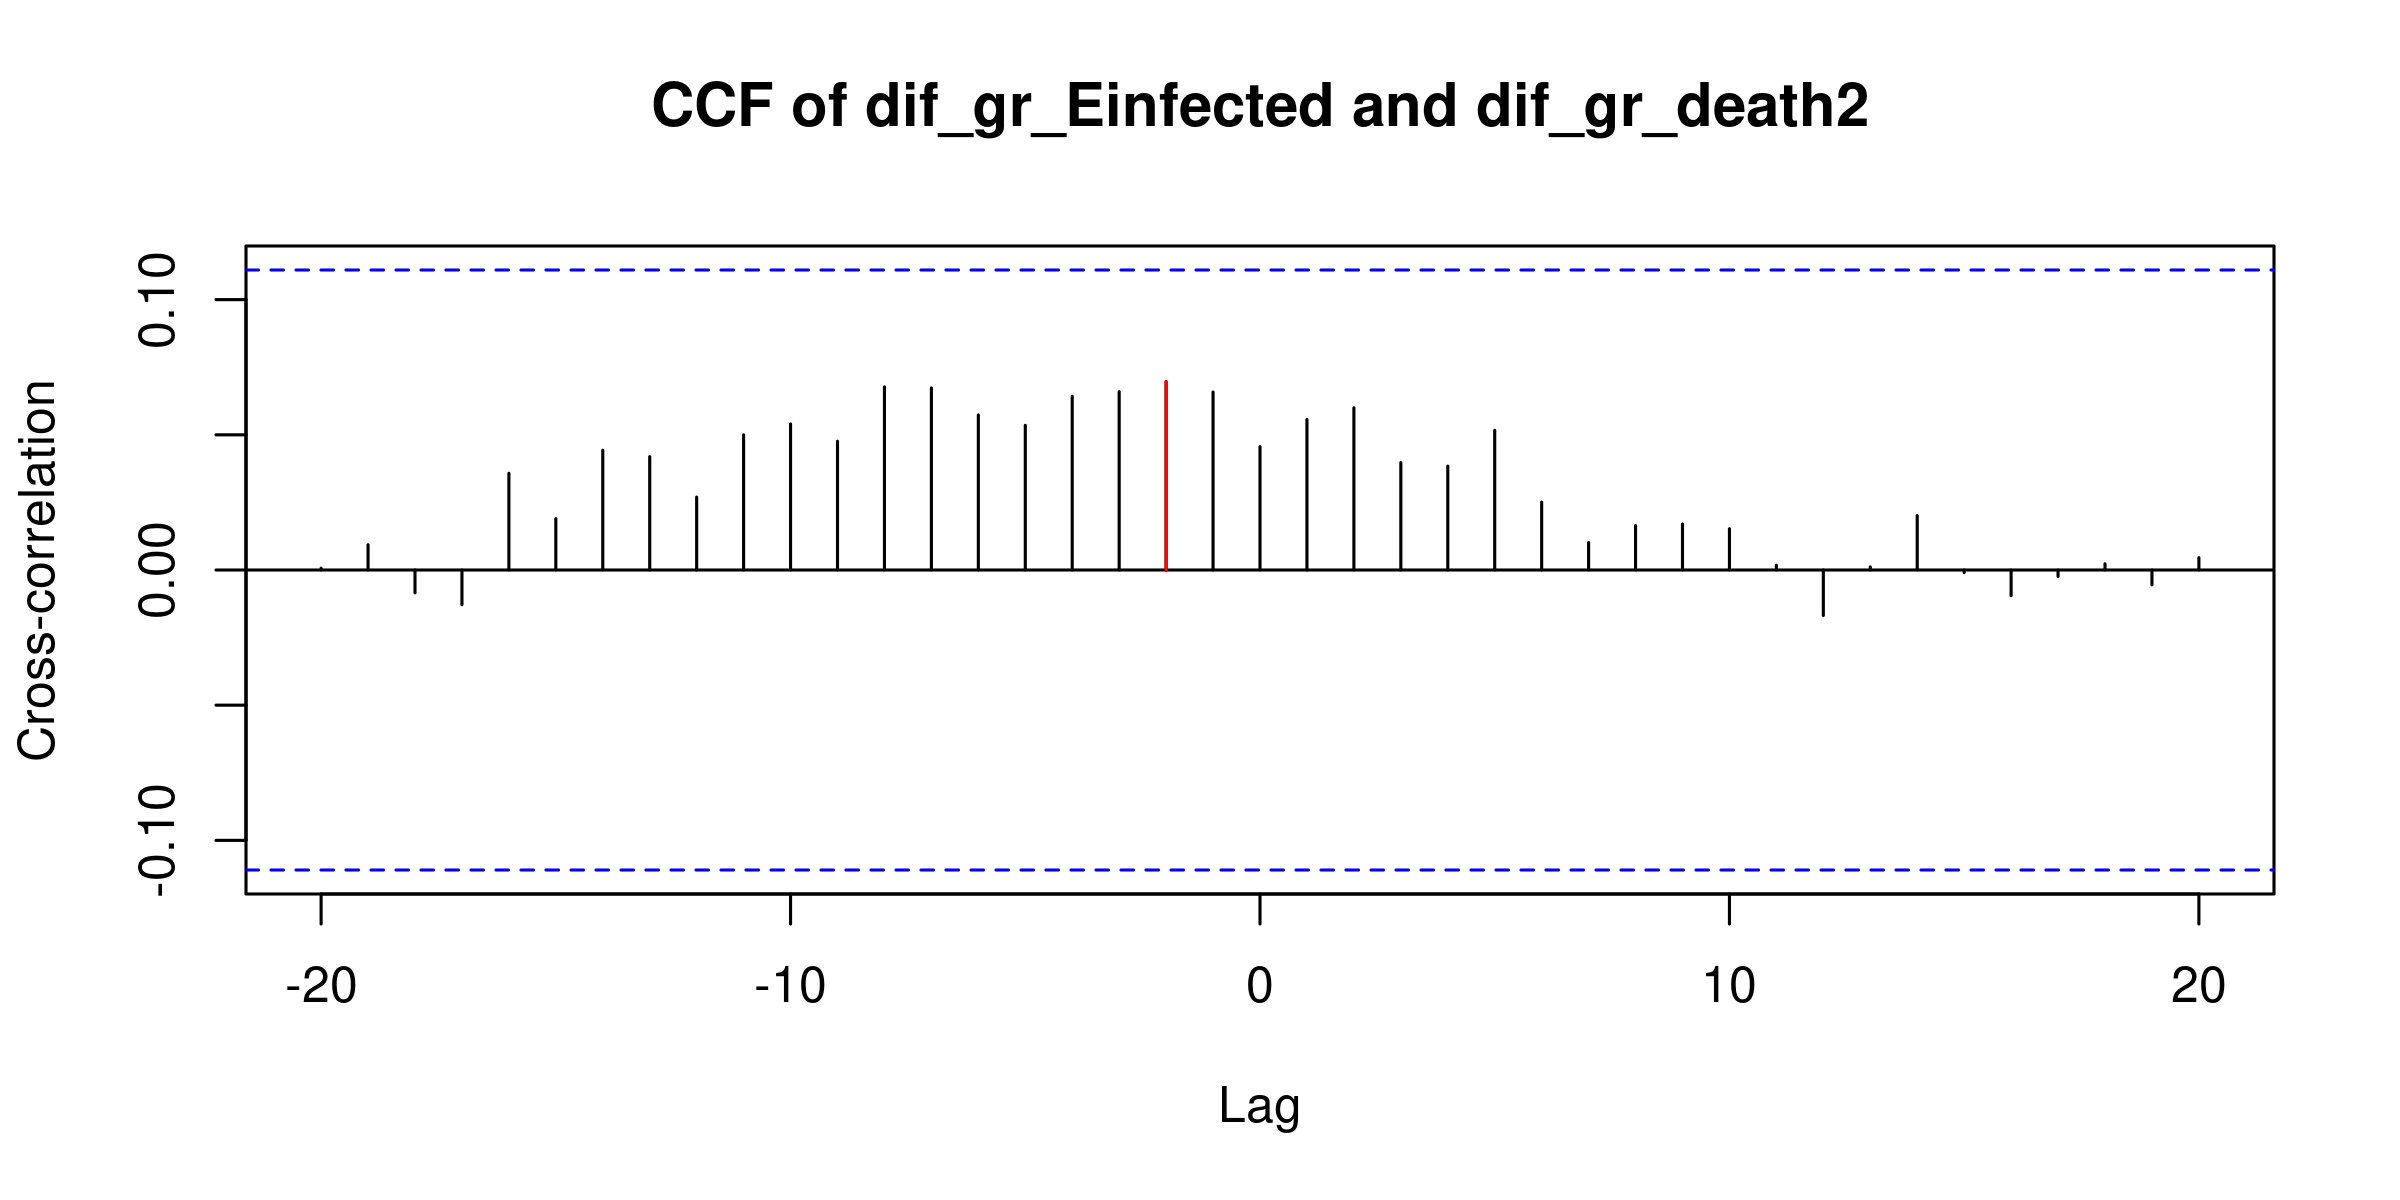 CCF of dif_gr_Einfected and dif_gr_death2
Cross-correlation
0.10
0.00
-0.10
-20
-10
0
10
20
Lag